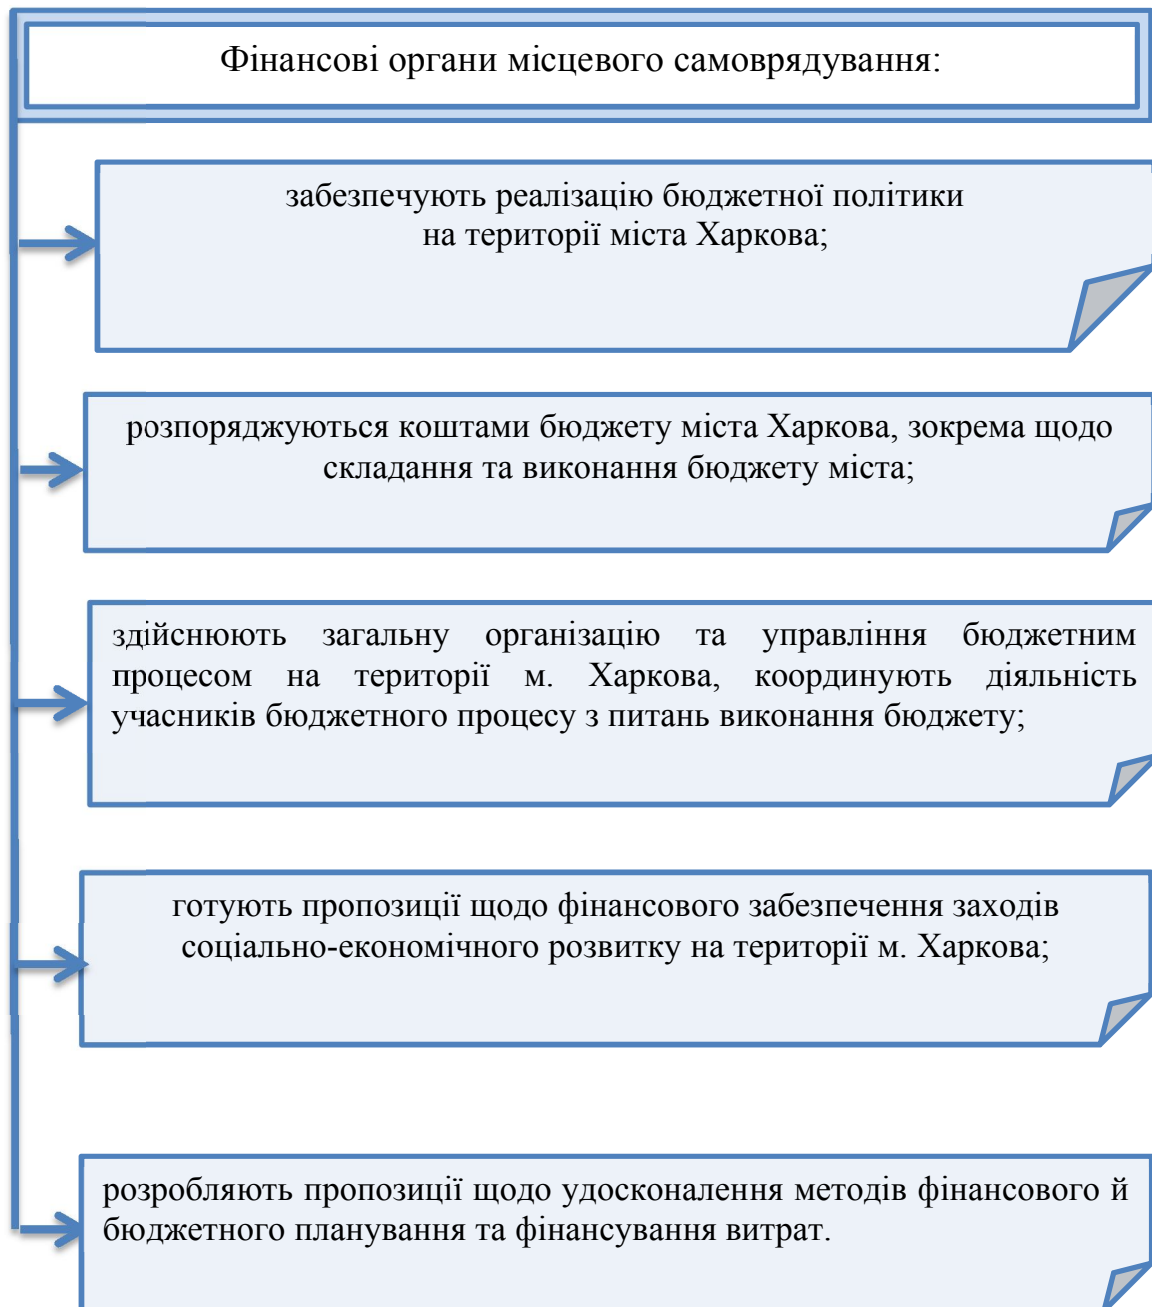 Фінансові органи місцевого самоврядування:
забезпечують реалізацію бюджетної політики
на території міста Харкова;
розпоряджуються коштами бюджету міста Харкова, зокрема щодо
складання та виконання бюджету міста;
здійснюють загальну організацію та управління бюджетним
процесом на території м. Харкова, координують діяльність
учасників бюджетного процесу з питань виконання бюджету;
готують пропозиції щодо фінансового забезпечення заходів
соціально-економічного розвитку на території м. Харкова;
розробляють пропозиції щодо удосконалення методів фінансового й
бюджетного планування та фінансування витрат.